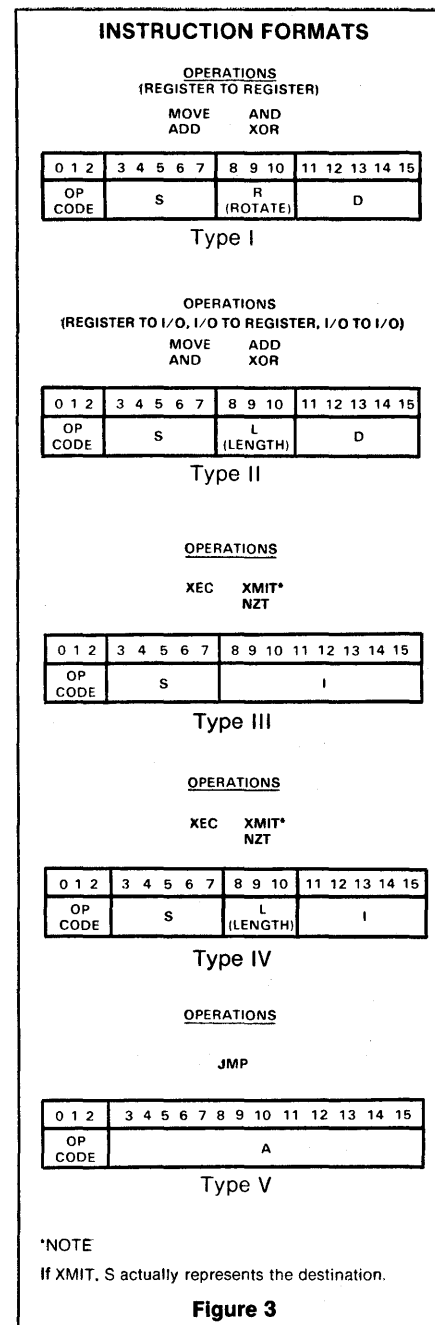 INSTRUCTION FORMATS
OPERATIONS
(REGISTER TO REGISTER)
MOVE AND
ADD XOR
0 1 2 3 4 5 6 7 8 9 10 11 12 13 14 15
OP CODE S R (ROTATE) D
Type I
OPERATIONS
(REGISTER TO I/O, I/O TO REGISTER, I/O TO I/O)
MOVE ADD
AND XOR
0 1 2 3 4 5 6 7 8 9 10 11 12 13 14 15
OP CODE S L (LENGTH) D
Type II
OPERATIONS
XEC XMIT*
NZT
0 1 2 3 4 5 6 7 8 9 10 11 12 13 14 15
OP CODE S I
Type III
OPERATIONS
XEC XMIT*
NZT
0 1 2 3 4 5 6 7 8 9 10 11 12 13 14 15
OP CODE S L (LENGTH) I
Type IV
OPERATIONS
JMP
0 1 2 3 4 5 6 7 8 9 10 11 12 13 14 15
OP CODE A
Type V
*NOTE
If XMIT, S actually represents the destination.
Figure 3